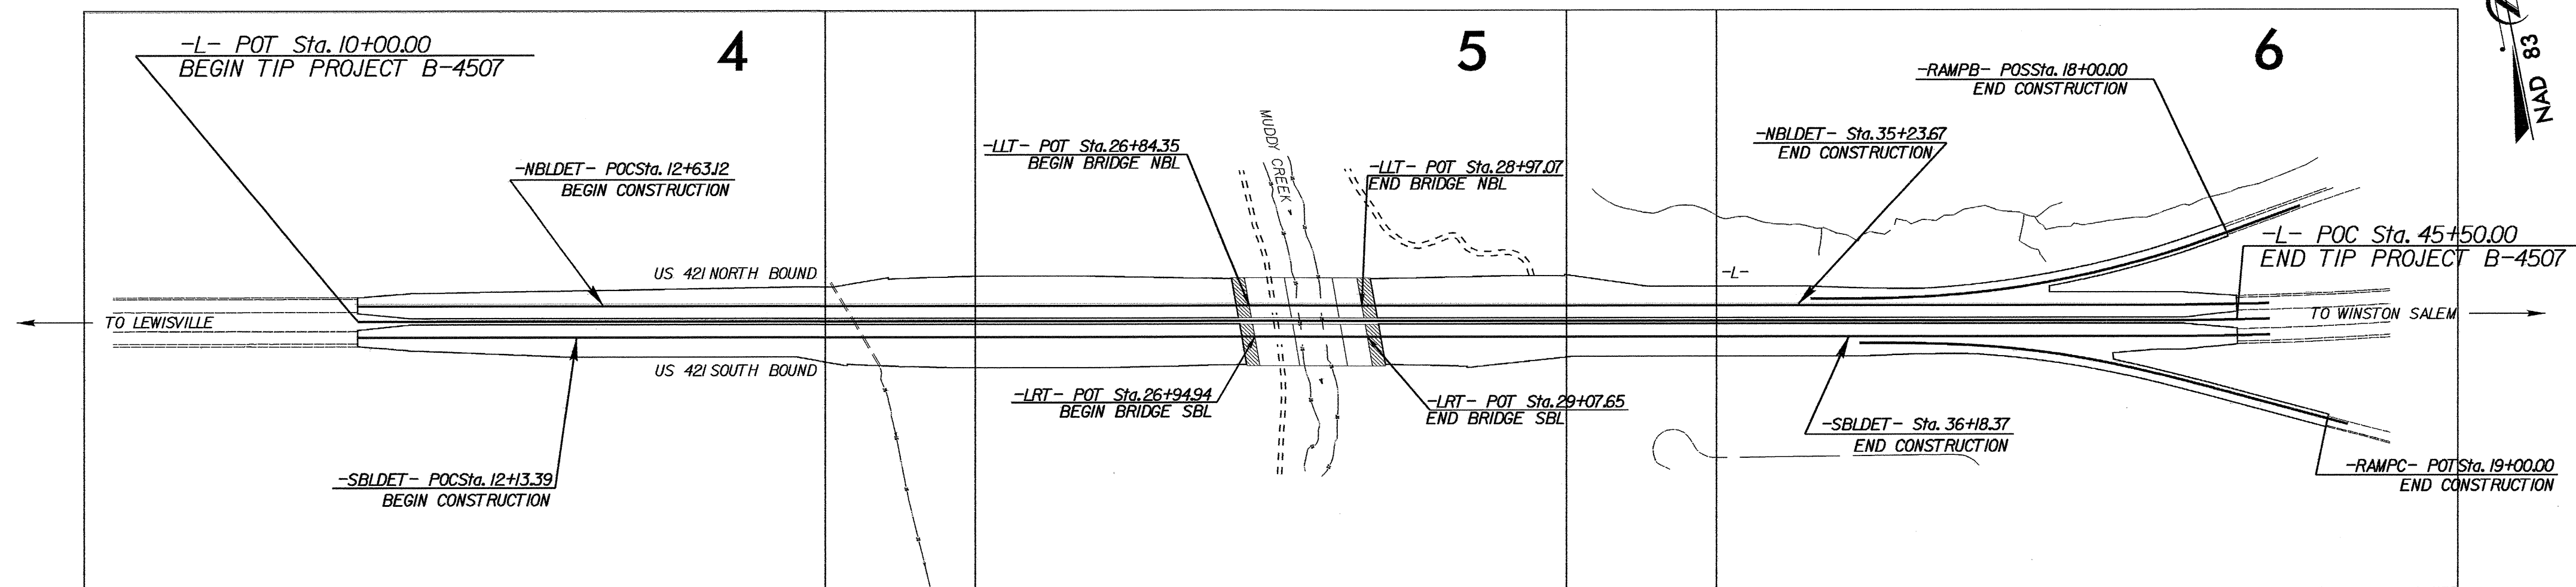 4
5
6
-L- POT Sta. 10+00.00
BEGIN TIP PROJECT B-4507
-NBLDET- POCSta. 12+63.12
BEGIN CONSTRUCTION
-LLT- POT Sta. 26+84.35
BEGIN BRIDGE NBL
MUDDY CREEK
-LLT- POT Sta. 28+97.07
END BRIDGE NBL
-RAMPB- POSSta. 18+00.00
END CONSTRUCTION
-NBLDET- Sta. 35+23.67
END CONSTRUCTION
NAD 83
-L- POC Sta. 45+50.00
END TIP PROJECT B-4507
US 421 NORTH BOUND
-L-
TO LEWISVILLE
TO WINSTON SALEM
US 421 SOUTH BOUND
-LRT- POT Sta. 26+94.94
BEGIN BRIDGE SBL
-LRT- POT Sta. 29+07.65
END BRIDGE SBL
-SBLDET- Sta. 36+18.37
END CONSTRUCTION
-SBLDET- POCSta. 12+13.39
BEGIN CONSTRUCTION
-RAMPC- POTSta. 19+00.00
END CONSTRUCTION